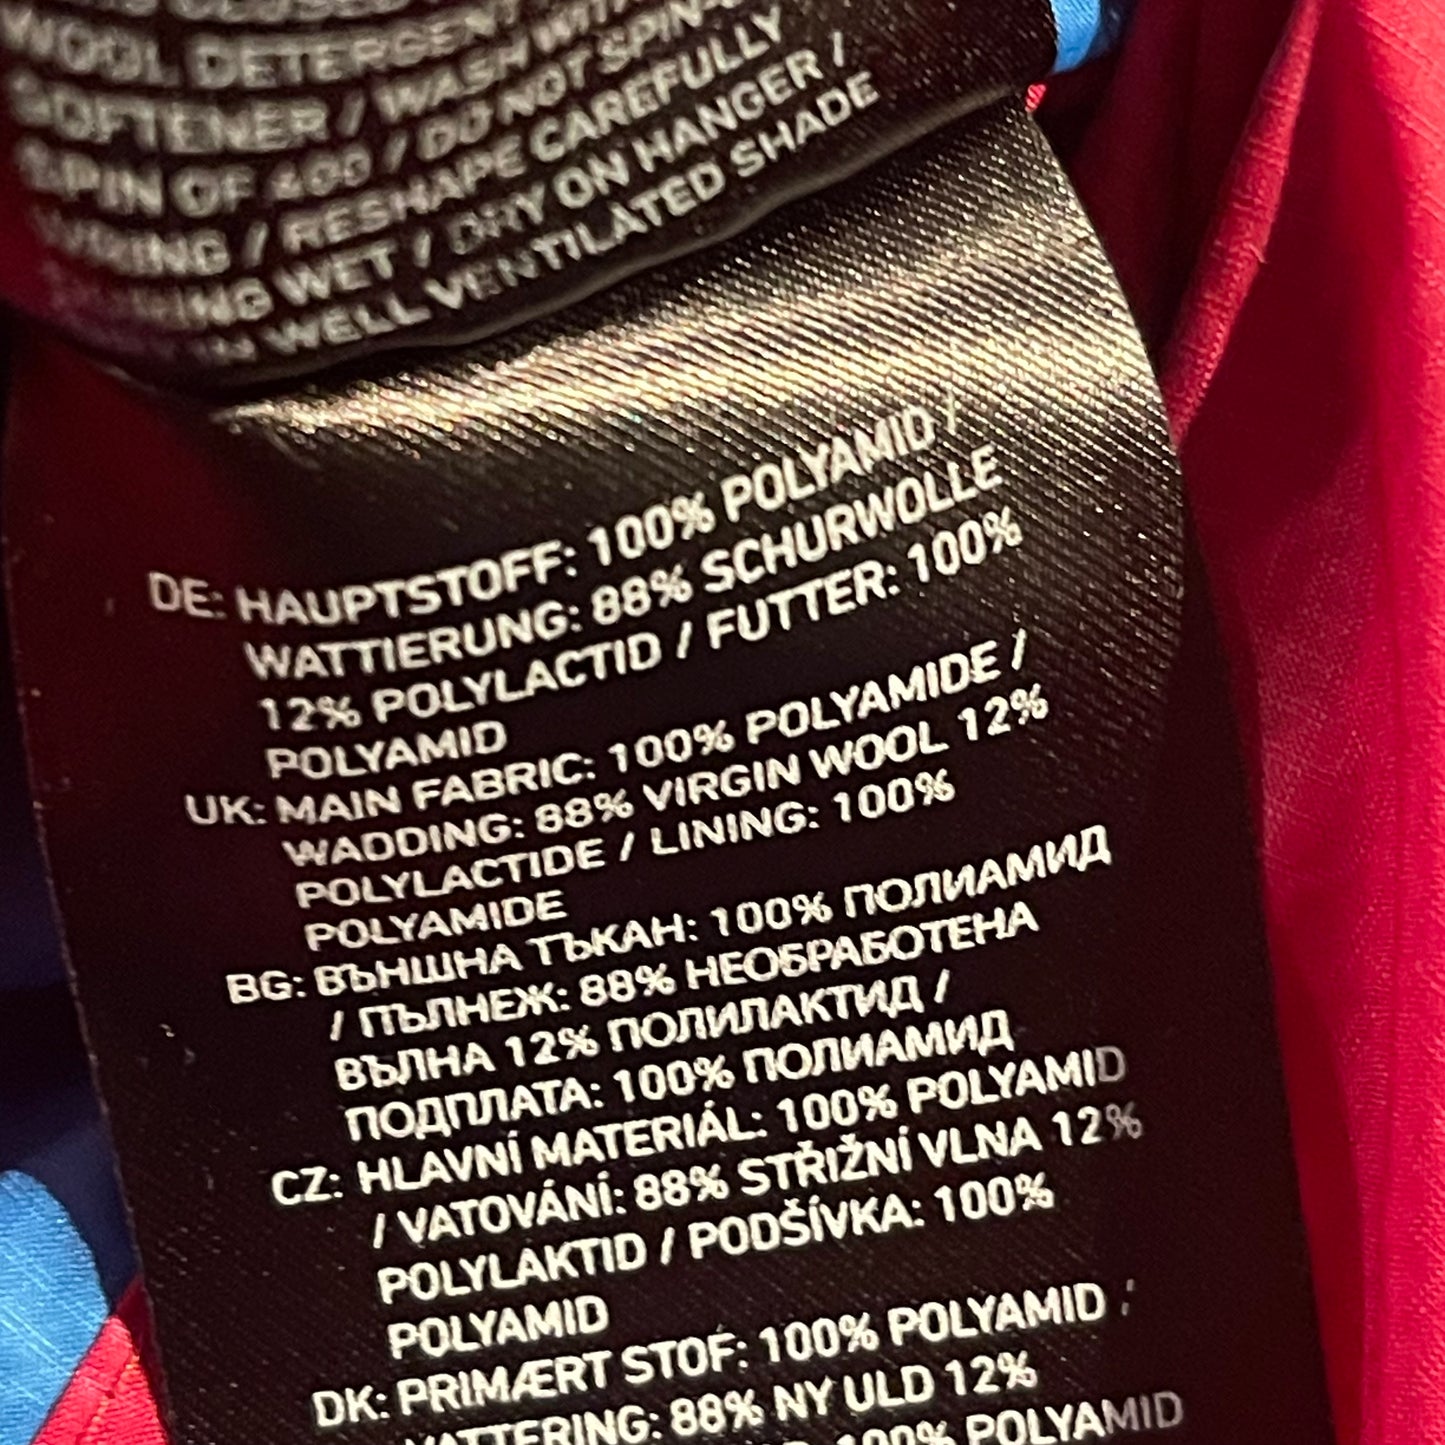 WOOL DETERGENT
SOFTENER / WASH WITH
SPIN OF 400 / DO NOT SPIN
/ RESHAPE CAREFULLY
WET / DRY ON HANGER /
IN WELL VENTILATED SHADE
DE: HAUPTSTOFF: 100% POLYAMID /
WATTIERUNG: 88% SCHURWOLLE
12% POLYLACTID / FUTTER: 100%
POLYAMID
UK: MAIN FABRIC: 100% POLYAMIDE /
WADDING: 88% VIRGIN WOOL 12%
POLYLACTIDE / LINING: 100%
POLYAMIDE
BG: ВЪНШНА ТЪКАН: 100% ПОЛИАМИД
/ ПЪЛНЕЖ: 88% НЕОБРАБОТЕНА
ВЪЛНА 12% ПОЛИЛАКТИД /
ПОДПЛАТА: 100% ПОЛИАМИД
CZ: HLAVNÍ MATERIÁL: 100% POLYAMID
/ VATOVÁNÍ: 88% STŘIŽNÍ VLNA 12%
POLYLAKTID / PODŠÍVKA: 100%
POLYAMID
DK: PRIMÆRT STOF: 100% POLYAMID /
VATTERING: 88% NY ULD 12%
100% POLYAMID